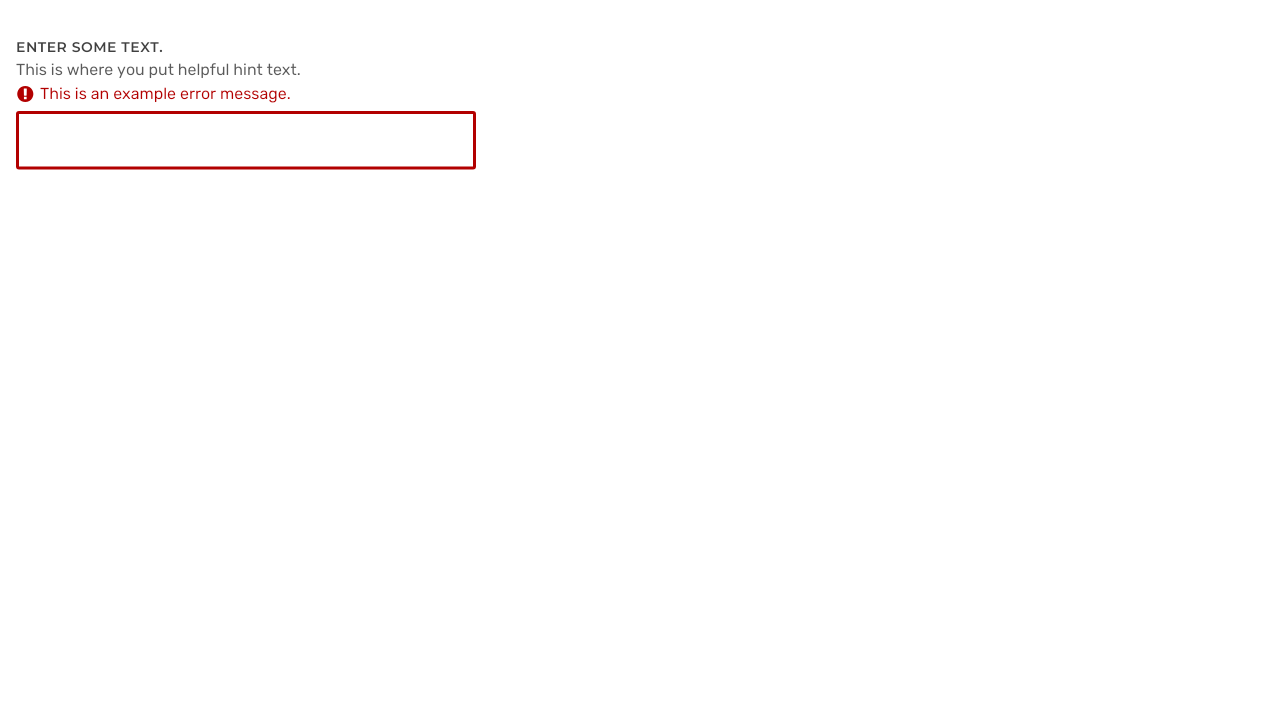 ENTER SOME TEXT.
This is where you put helpful hint text.
This is an example error message.